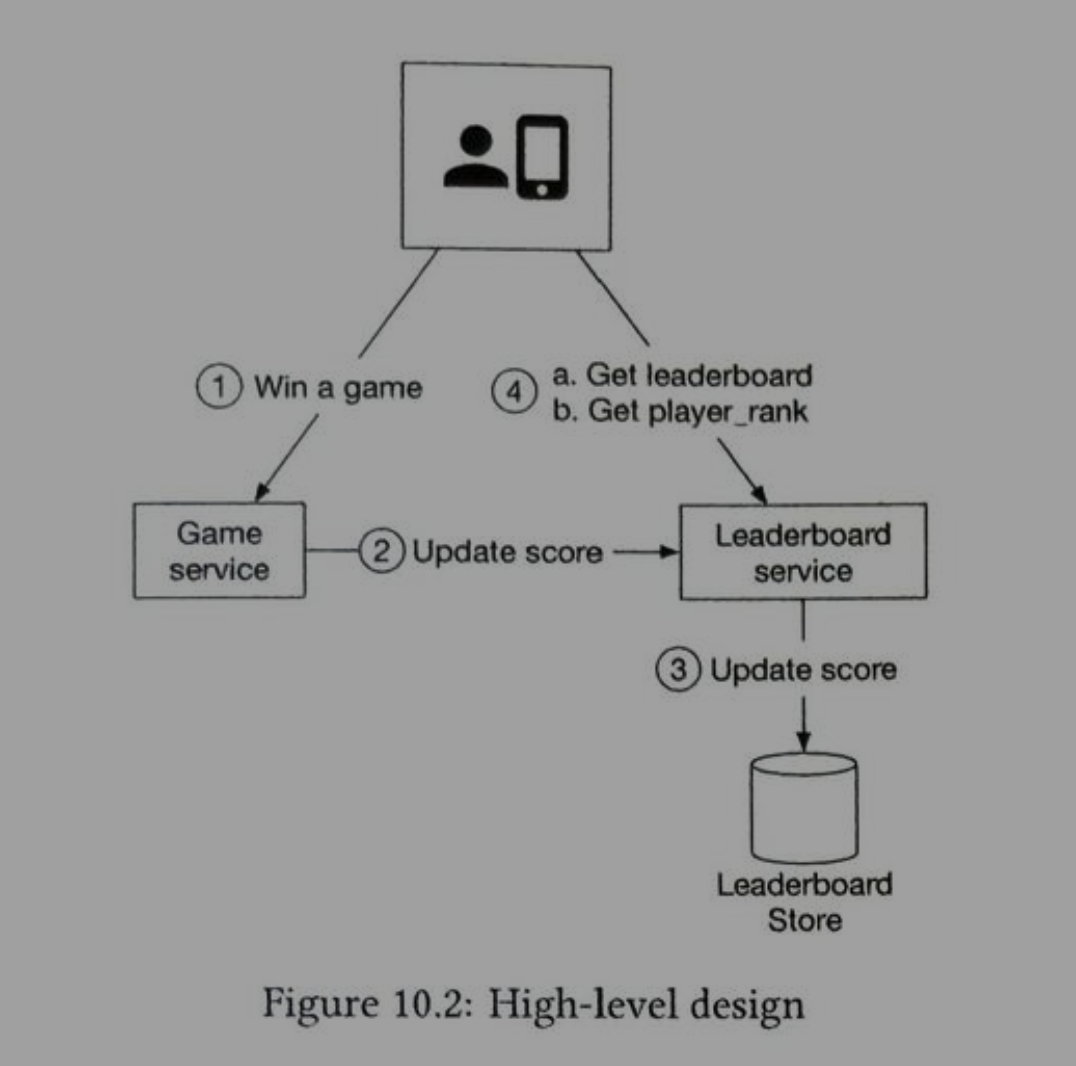 1 Win a game
4 a. Get leaderboard
b. Get player_rank
Game
service
2 Update score
Leaderboard
service
3 Update score
Leaderboard
Store
Figure 10.2: High-level design